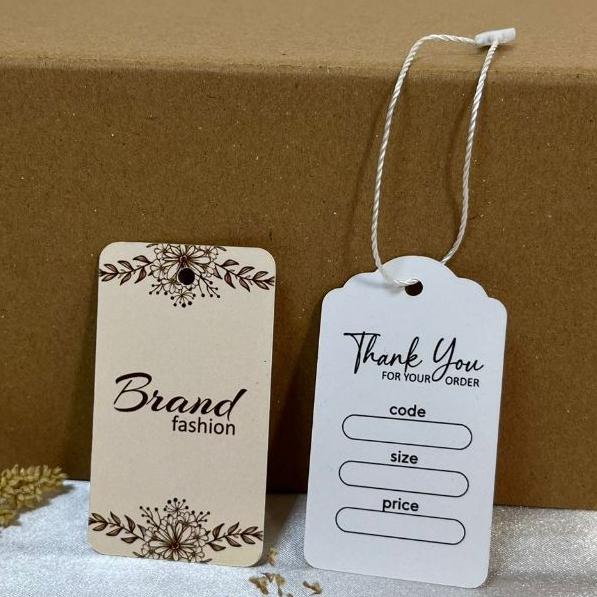 Brand
fashion
Thank You
FOR YOUR ORDER
code
size
price